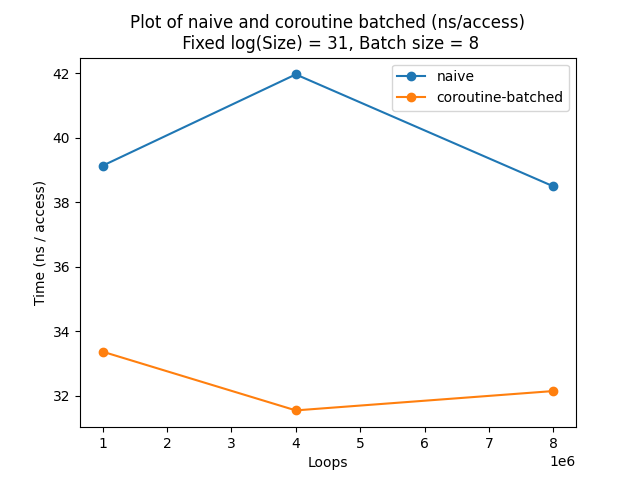 Plot of naive and coroutine batched (ns/access)
Fixed log(Size) = 31, Batch size = 8
naive
coroutine-batched
Time (ns / access)
42
40
38
36
34
32
1 2 3 4 5 6 7 8
1e6
Loops